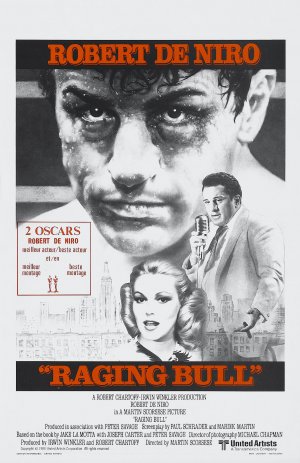 ROBERT DE NIRO
2 OSCARS
ROBERT DE NIRO
meilleur acteur/beste acteur
et/en
meilleur montage
beste montage
"RAGING BULL"
A ROBERT CHARTOFF-IRWIN WINKLER PRODUCTION
ROBERT DE NIRO
in A MARTIN SCORSESE PICTURE
"RAGING BULL"
Produced in association with PETER SAVAGE Screenplay by PAUL SCHRADER and MARDIK MARTIN
Based on the book by JAKE LA MOTTA with JOSEPH CARTER and PETER SAVAGE Director of photography MICHAEL CHAPMAN
Produced by IRWIN WINKLER and ROBERT CHARTOFF Directed by MARTIN SCORSESE
United Artists
A Transamerica Company